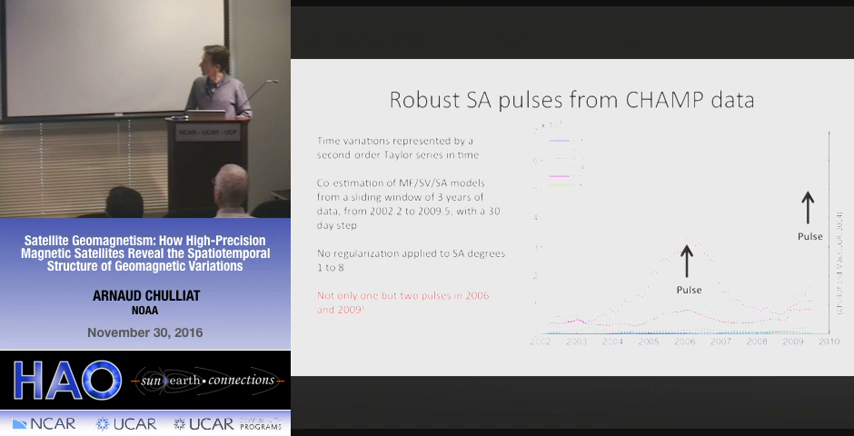 NCAR • UCAR • UOP
Satellite Geomagnetism: How High-Precision
Magnetic Satellites Reveal the Spatiotemporal
Structure of Geomagnetic Variations
ARNAUD CHULLIAT
NOAA
November 30, 2016
HAO
sun earth • connections
NCAR
UCAR
UCAR
PROGRAMS
Robust SA pulses from CHAMP data
Time variations represented by a
second order Taylor series in time
Co estimation of MF/SV/SA models
from a sliding window of 3 years of
data, from 2002.2 to 2009.5, with a 30
day step
No regularization applied to SA degrees
1 to 8
Not only one but two pulses in 2006
and 2009!
Pulse
Pulse
2002 2003 2004 2005 2006 2007 2008 2009 2010